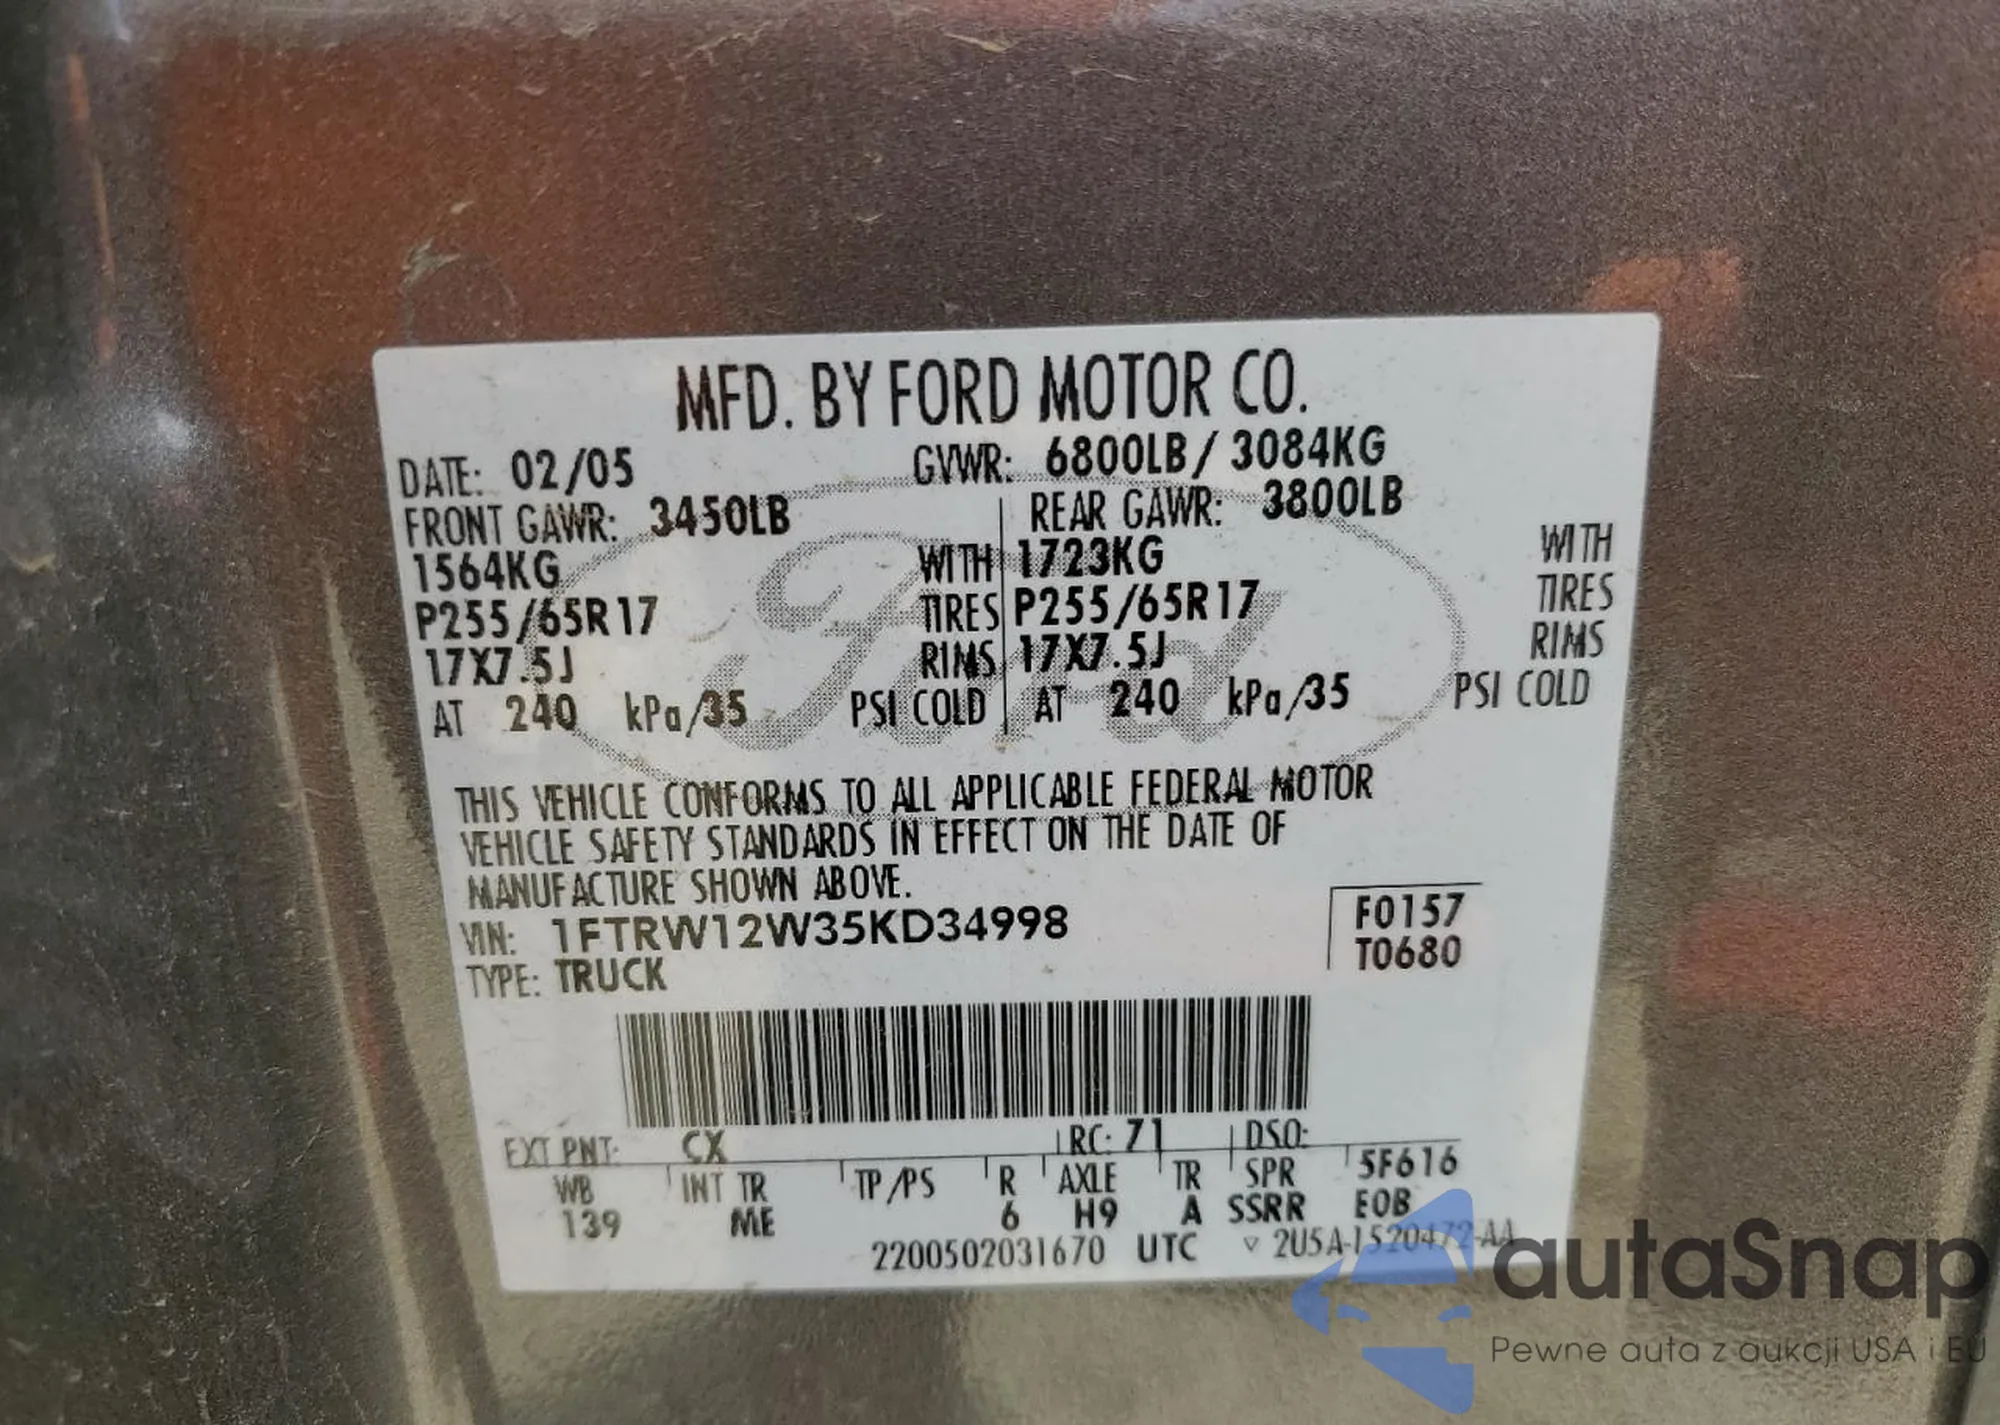 MFD. BY FORD MOTOR CO.
DATE: 02/05 GVWR: 6800LB/ 3084KG
FRONT GAWR: 3450LB REAR GAWR: 3800LB
1564KG WITH 1723KG WITH
P255/65R17 TIRES P255/65R17 TIRES
17X7.5J RIMS 17X7.5J RIMS
AT 240 kPa/35 PSI COLD AT 240 kPa/35 PSI COLD
Ford
THIS VEHICLE CONFORMS TO ALL APPLICABLE FEDERAL MOTOR
VEHICLE SAFETY STANDARDS IN EFFECT ON THE DATE OF
MANUFACTURE SHOWN ABOVE.
VIN: 1FTRW12W35KD34998 F0157
TYPE: TRUCK T0680
EXT PNT: CX RC: 71 DSO:
WB INT TR TP/PS R AXLE TR SPR 5F616
139 ME 6 H9 A SSRR EOB
2200502031670 UTC ▽ 2U5A-1520472-AA
autaSnap
Pewne auta z aukcji USA i EU